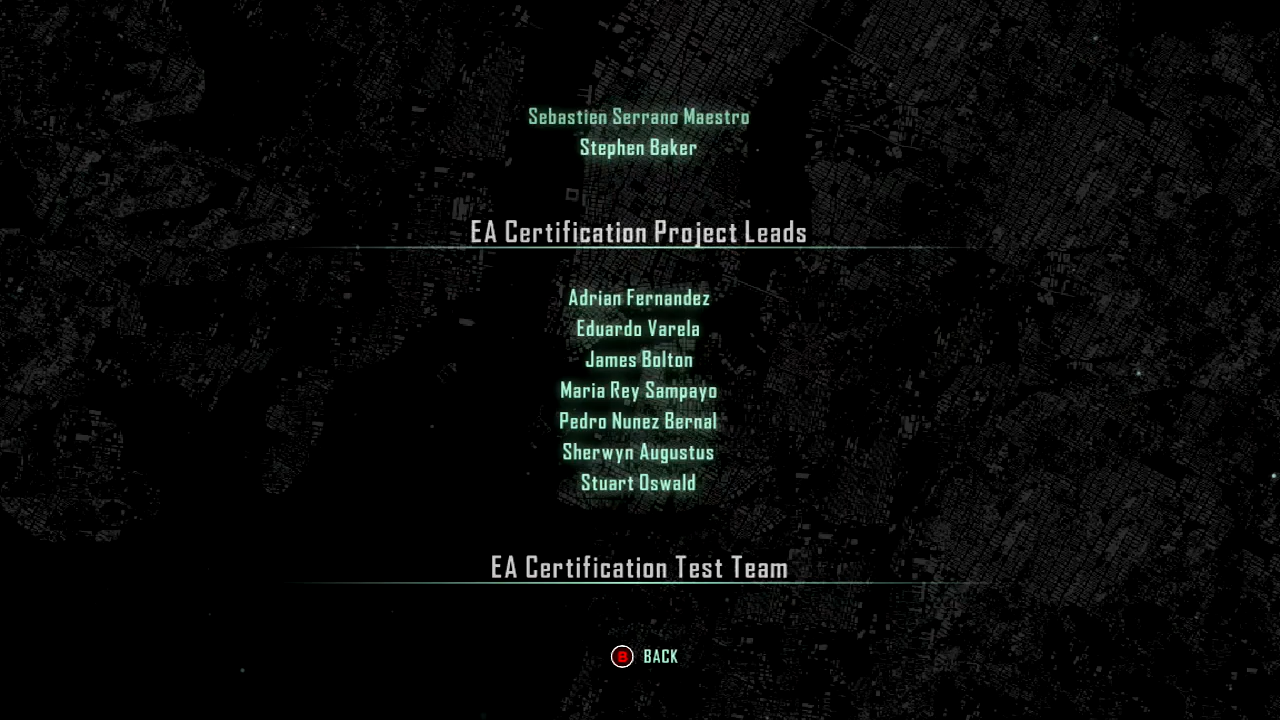 Sebastien Serrano Maestro
Stephen Baker
EA Certification Project Leads
Adrian Fernandez
Eduardo Varela
James Bolton
Maria Rey Sampayo
Pedro Nunez Bernal
Sherwyn Augustus
Stuart Oswald
EA Certification Test Team
B BACK